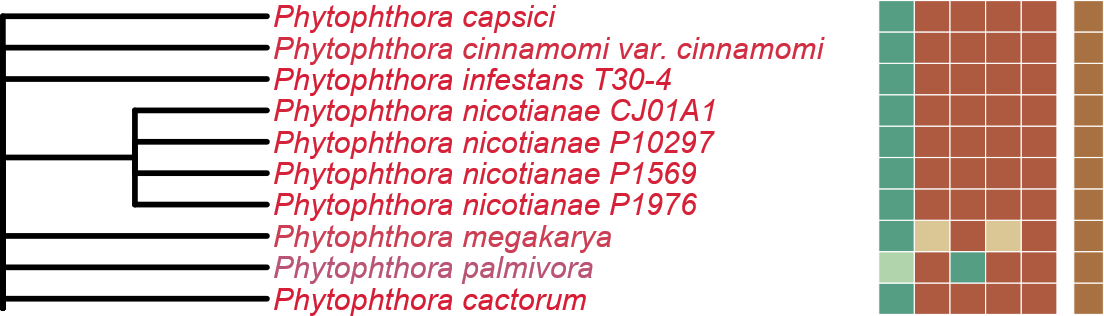 Phytophthora capsici
Phytophthora cinnamomi var. cinnamomi
Phytophthora infestans T30-4
Phytophthora nicotianae CJ01A1
Phytophthora nicotianae P10297
Phytophthora nicotianae P1569
Phytophthora nicotianae P1976
Phytophthora megakarya
Phytophthora palmivora
Phytophthora cactorum